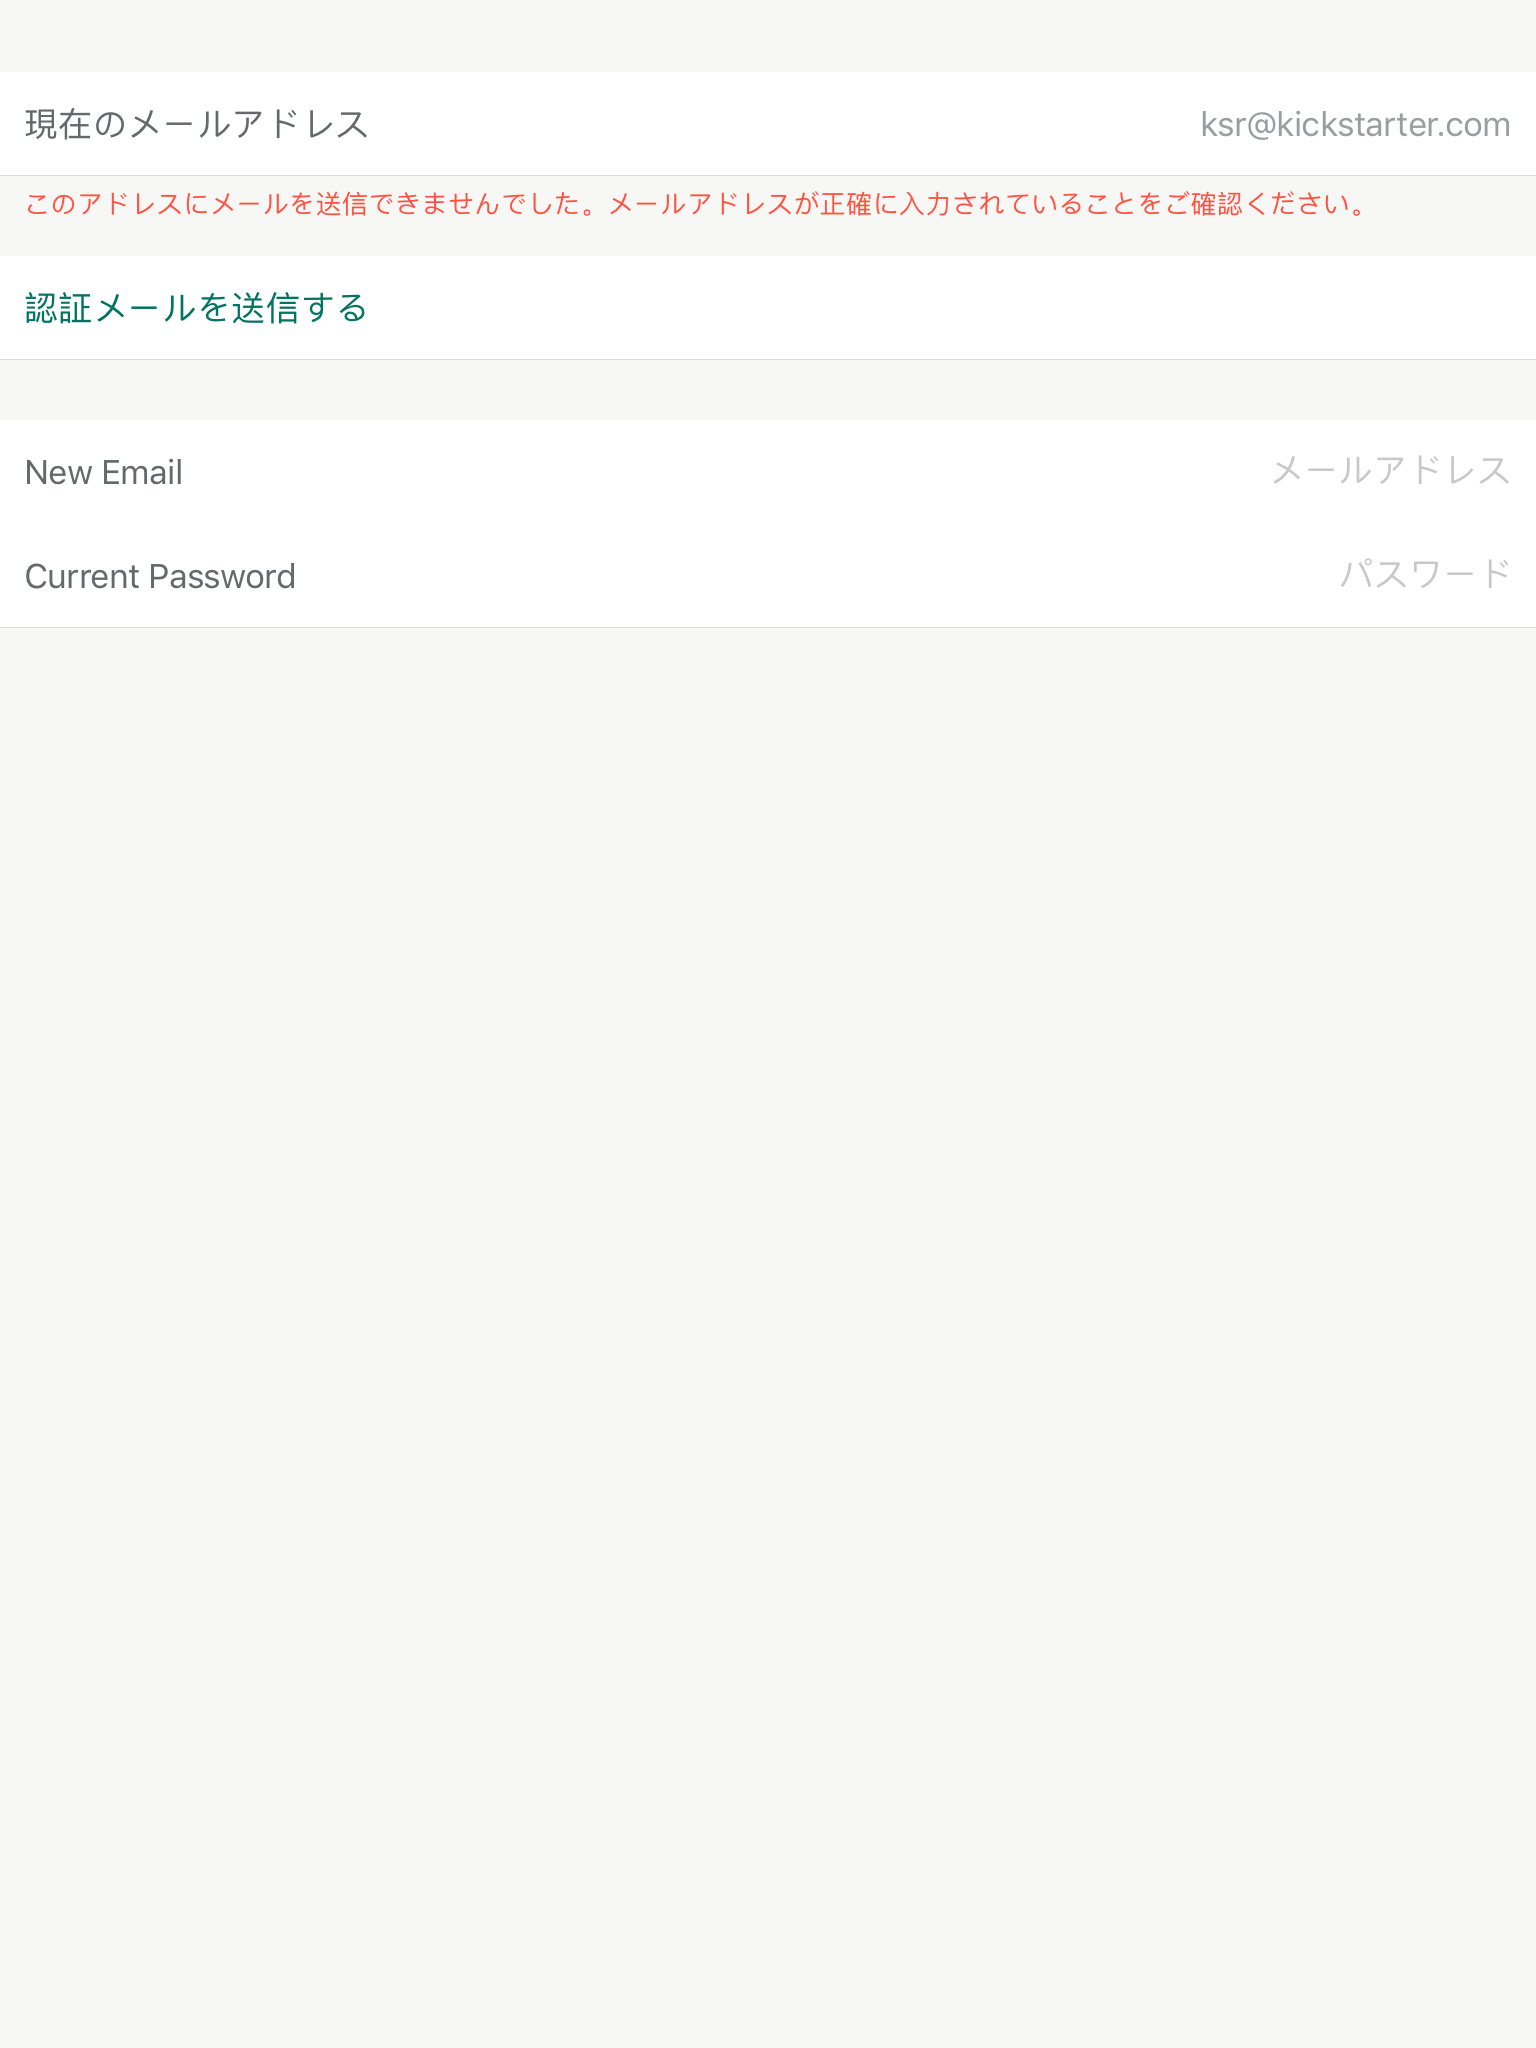 現在のメールアドレス ksr@kickstarter.com
このアドレスにメールを送信できませんでした。メールアドレスが正確に入力されていることをご確認ください。
認証メールを送信する
New Email メールアドレス
Current Password パスワード